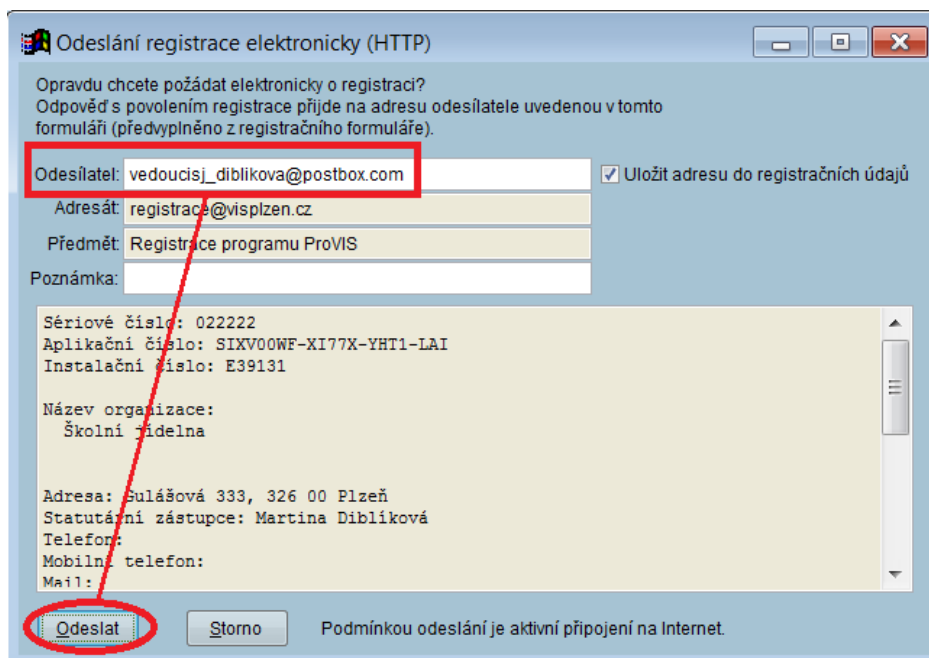 Odeslání registrace elektronicky (HTTP)
Opravdu chcete požádat elektronicky o registraci?
Odpověď s povolením registrace přijde na adresu odesílatele uvedenou v tomto
formuláři (předvyplněno z registračního formuláře).
Odesílatel: vedoucisj_diblikova@postbox.com Uložit adresu do registračních údajů
Adresát: registrace@visplzen.cz
Předmět: Registrace programu ProVIS
Poznámka:
Sériové číslo: 022222
Aplikační číslo: SIXV00WF-XI77X-YHT1-LAI
Instalační číslo: E39131
Název organizace:
Školní jídelna
Adresa: Gulášová 333, 326 00 Plzeň
Statutární zástupce: Martina Diblíková
Telefon:
Mobilní telefon:
Mail:
Odeslat Storno Podmínkou odeslání je aktivní připojení na Internet.